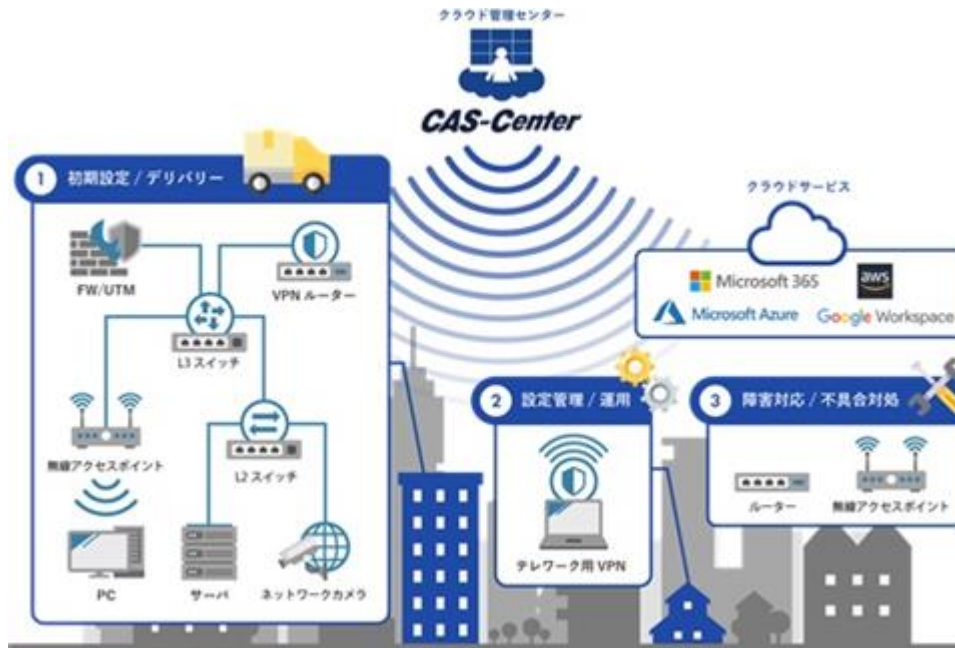 クラウド管理センター
CAS-Center
1 初期設定 / デリバリー
FW/UTM
VPN ルーター
L3 スイッチ
無線アクセスポイント
L2 スイッチ
PC
サーバ
ネットワークカメラ
クラウドサービス
Microsoft 365
aws
Microsoft Azure
Google Workspace
2 設定管理 / 運用
テレワーク用 VPN
3 障害対応 / 不具合対処
ルーター
無線アクセスポイント